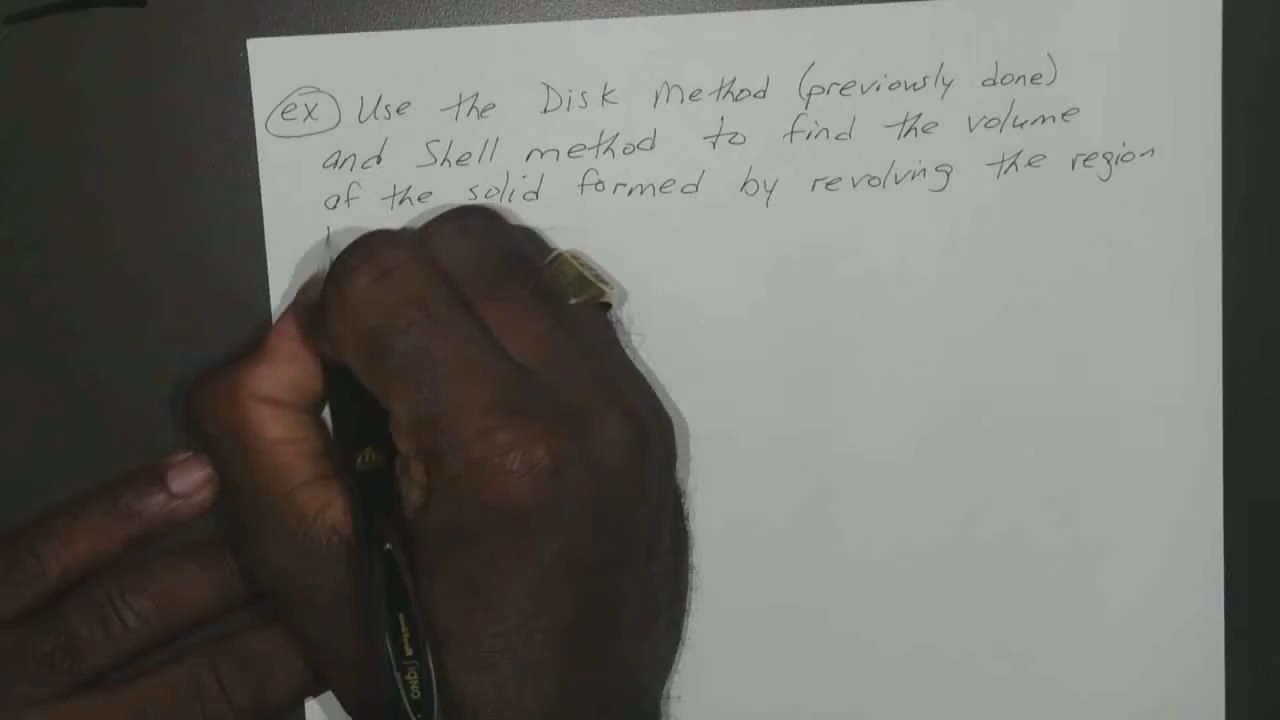 ex Use the Disk Method (previously done)
and Shell method to find the volume
of the solid formed by revolving the region
signo